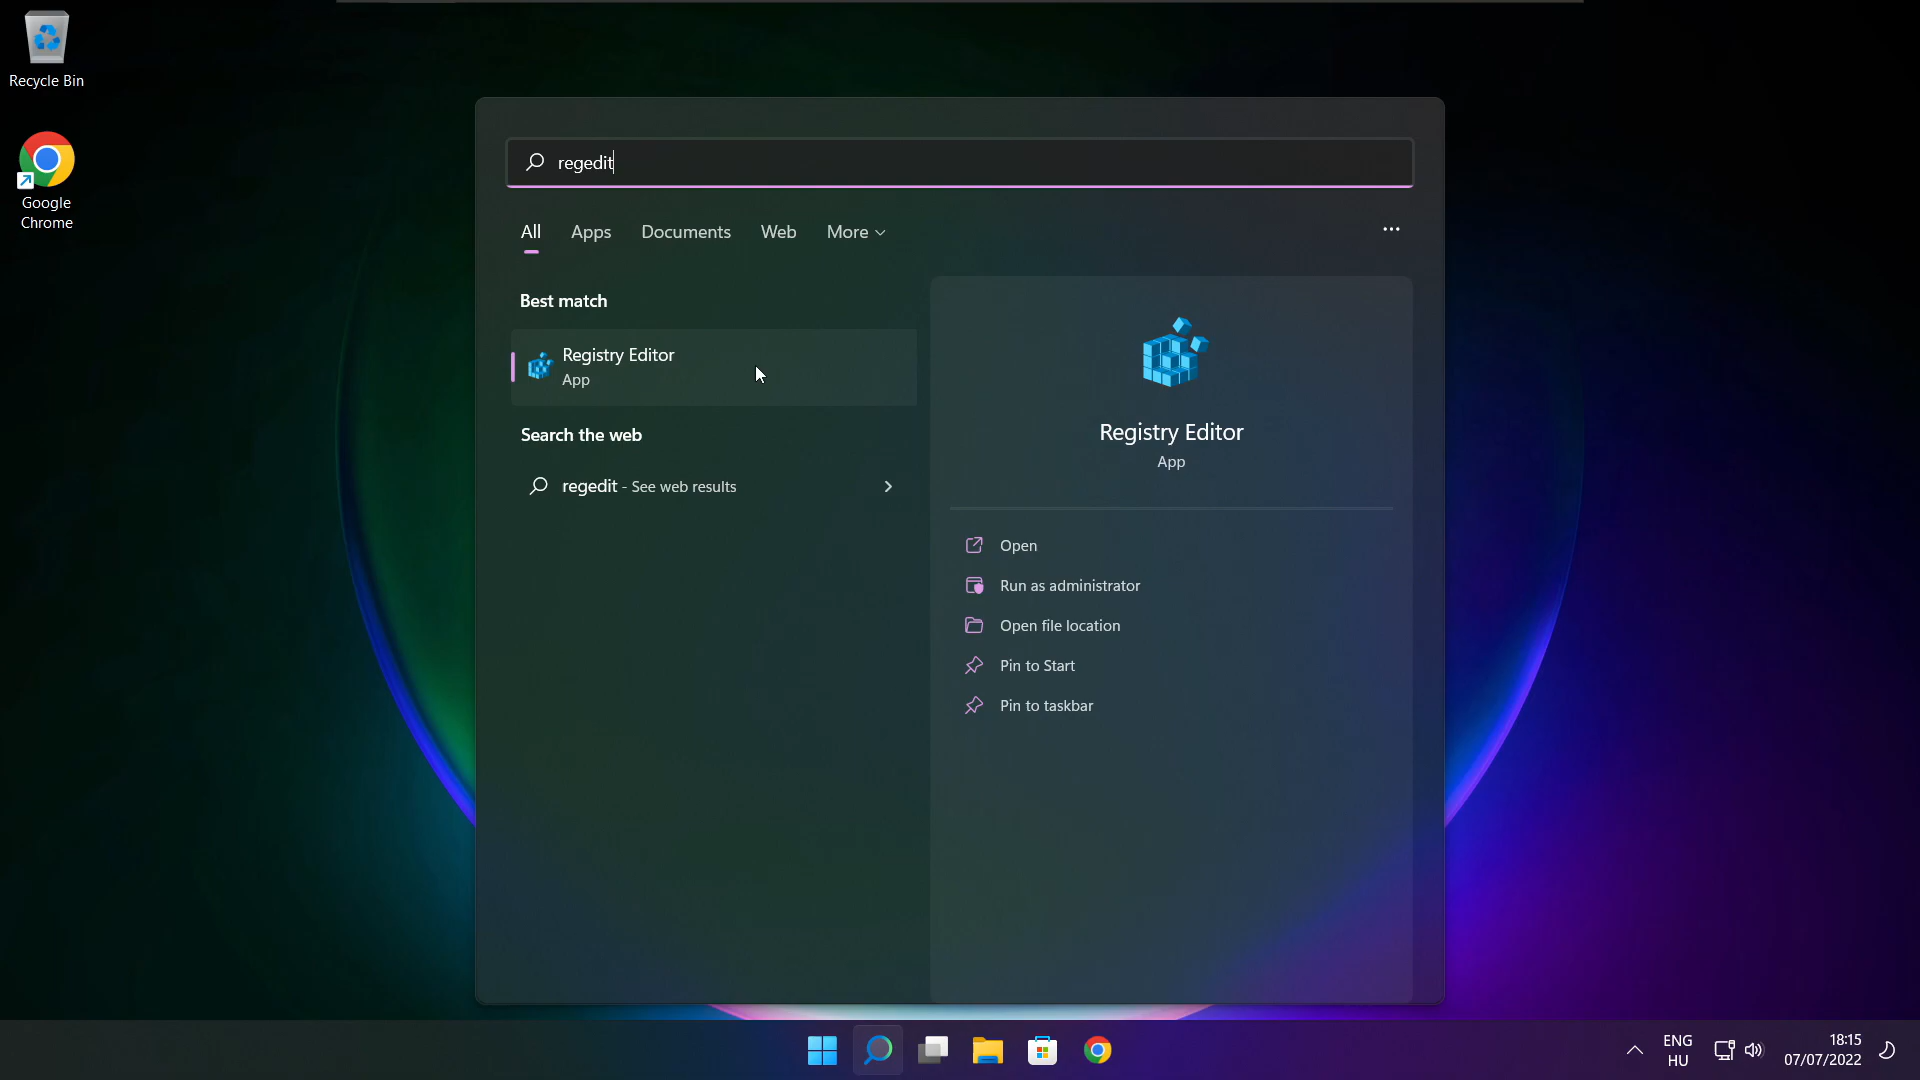 Recycle Bin
Google
Chrome
regedit
All Apps Documents Web More
Best match
Registry Editor
App
Search the web
regedit - See web results
Registry Editor
App
Open
Run as administrator
Open file location
Pin to Start
Pin to taskbar
ENG
HU
18:15
07/07/2022